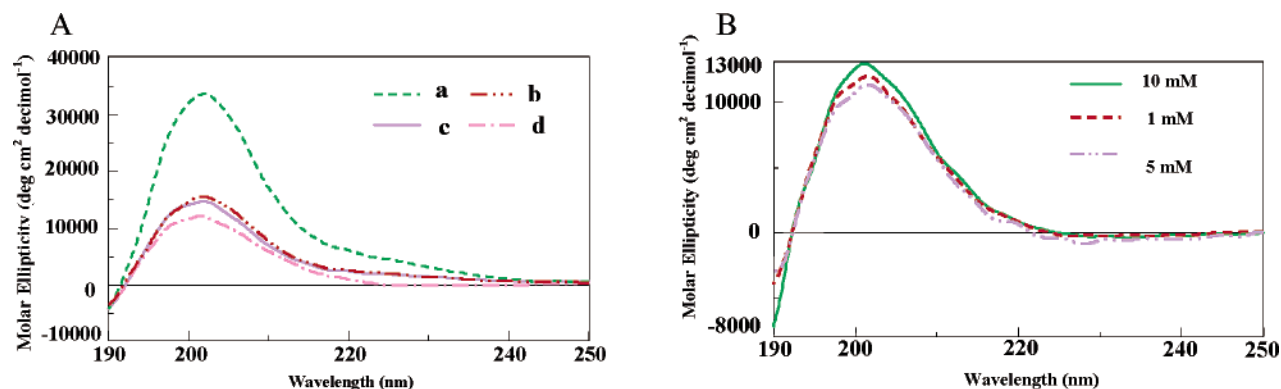 A
Molar Ellipticity (deg cm² decimol⁻¹)
40000
30000
20000
10000
0
-10000
a
b
c
d
190
200
220
250
Wavelength (nm)
B
Molar Ellipticity (deg cm² decimol⁻¹)
13000
10000
0
-8000
10 mM
1 mM
5 mM
190
200
220
250
Wavelength (nm)